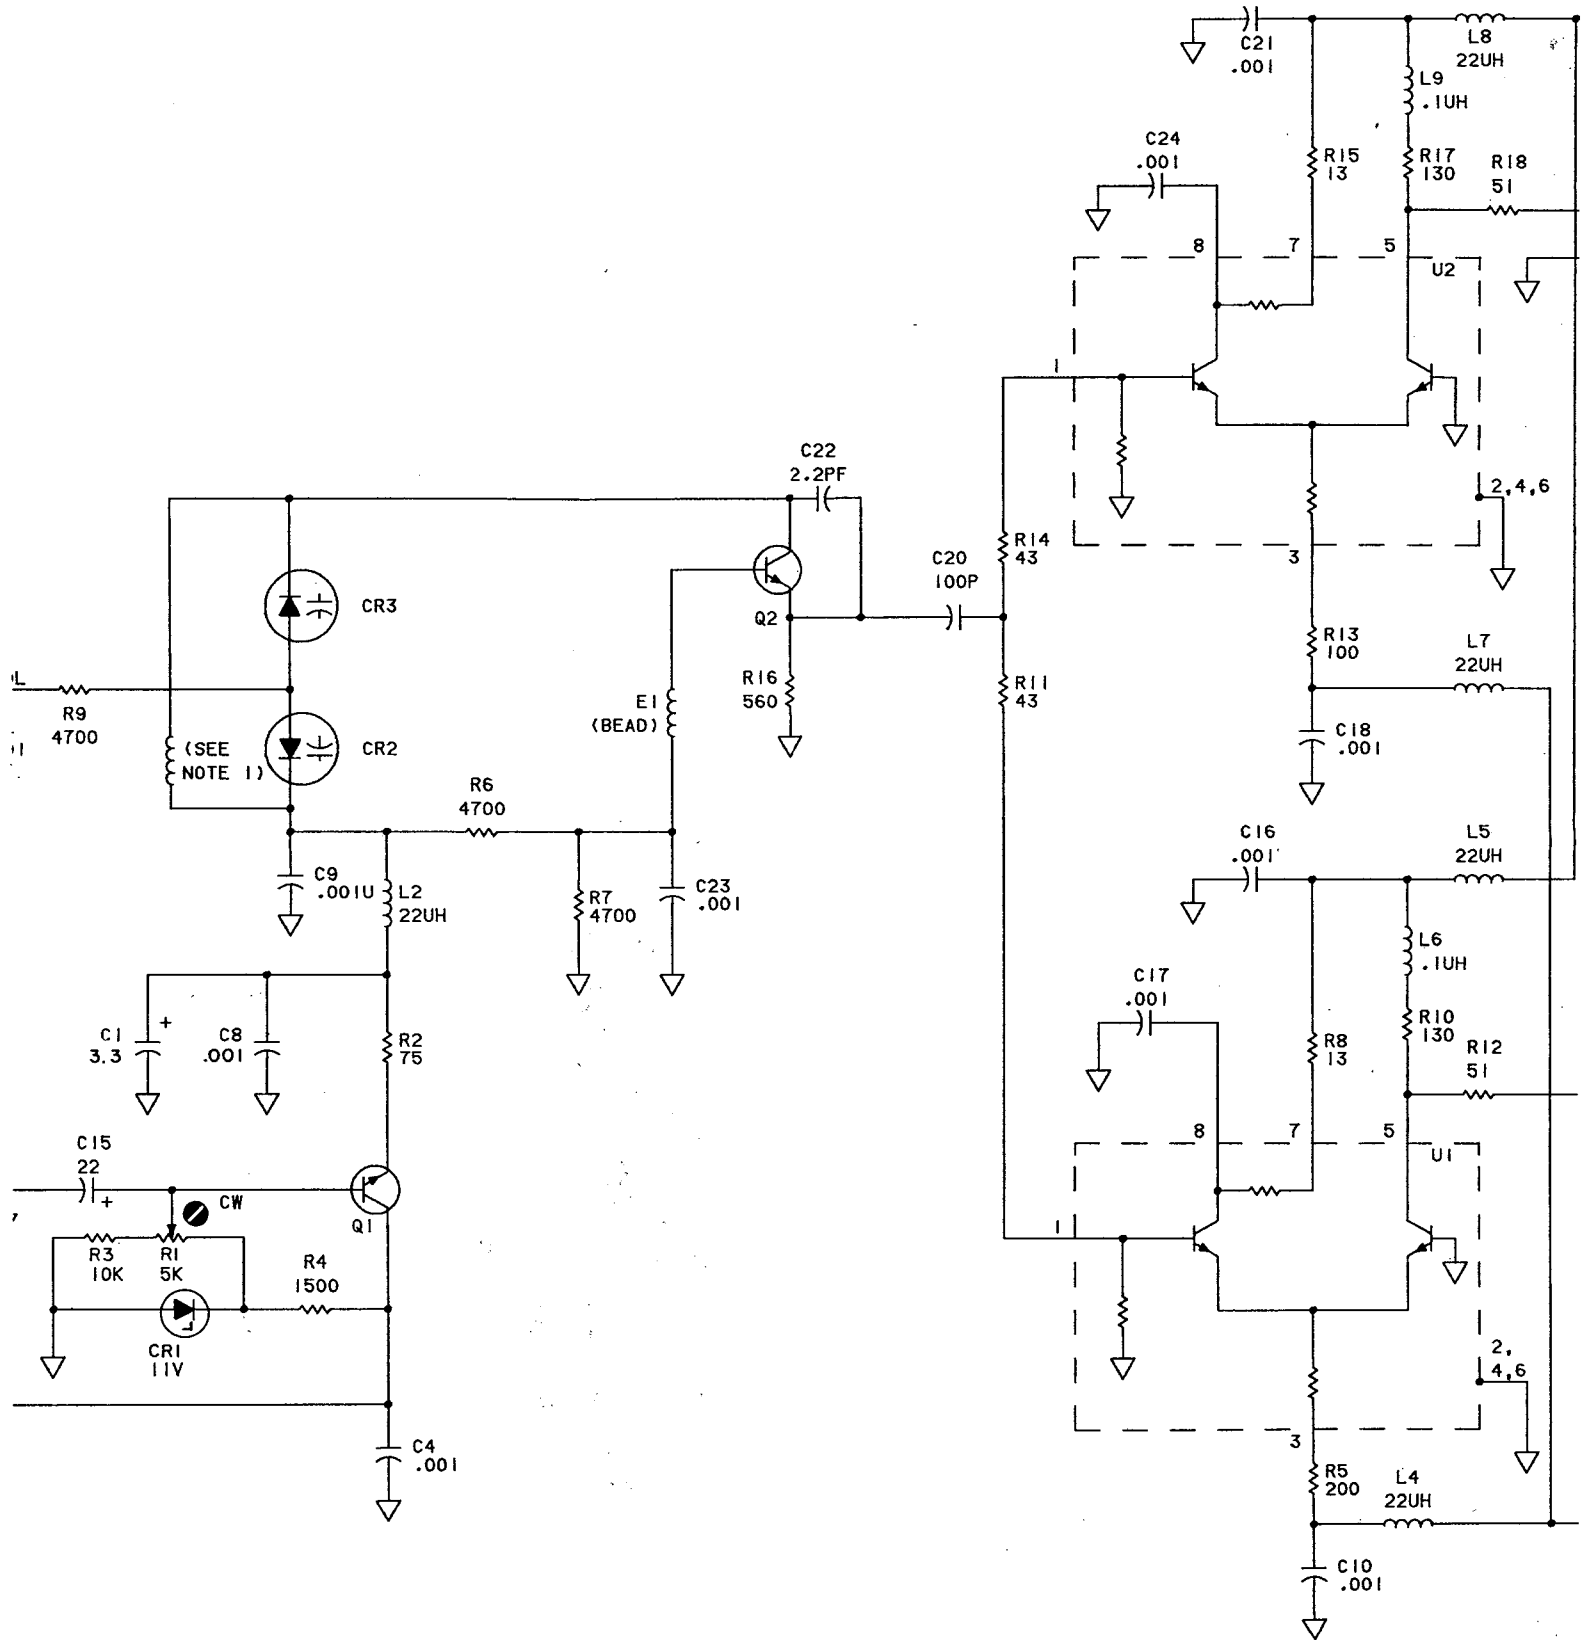 C21
.001
L8
22UH
L9
.1UH
C24
.001
R15
13
R17
130
R18
51
8
7
5
U2
1
2,4,6
3
C22
2.2PF
R14
43
C20
100P
Q2
CR3
R13
100
L7
22UH
L
R9
4700
R16
560
R11
43
E1
(BEAD)
(SEE
NOTE 1)
CR2
C18
.001
R6
4700
C16
.001
L5
22UH
C9
.001U
L2
22UH
R7
4700
C23
.001
L6
.1UH
C17
.001
C1
3.3
+
C8
.001
R2
75
R8
13
R10
130
R12
51
C15
22
+
CW
Q1
8
7
5
U1
1
R3
10K
R1
5K
R4
1500
CR1
11V
2,
4,6
3
C4
.001
R5
200
L4
22UH
C10
.001